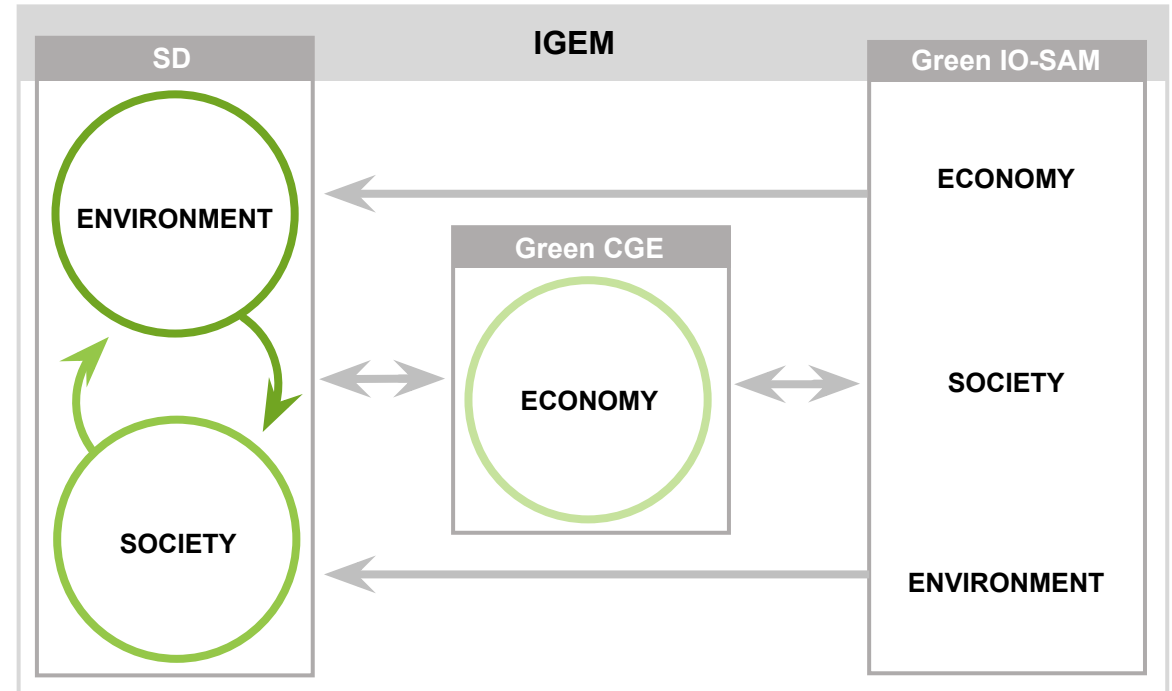 IGEM
SD
Green IO-SAM
ENVIRONMENT
SOCIETY
Green CGE
ECONOMY
ECONOMY
SOCIETY
ENVIRONMENT